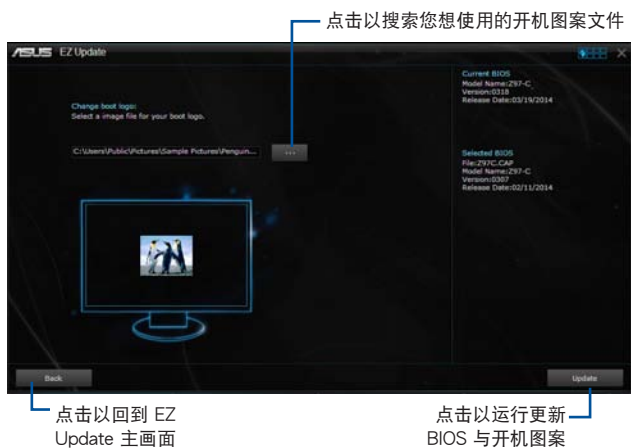 点击以搜索您想使用的开机图案文件
ASUS EZ Update
Current BIOS
Model Name:Z97-C
Version:0318
Release Date:03/19/2014
Change boot logo:
Select a image file for your boot logo.
C:\Users\Public\Pictures\Sample Pictures\Penguin...
...
Selected BIOS
File:Z97C.CAP
Model Name:Z97-C
Version:0307
Release Date:02/11/2014
Back
Update
点击以回到 EZ
Update 主画面
点击以运行更新
BIOS 与开机图案